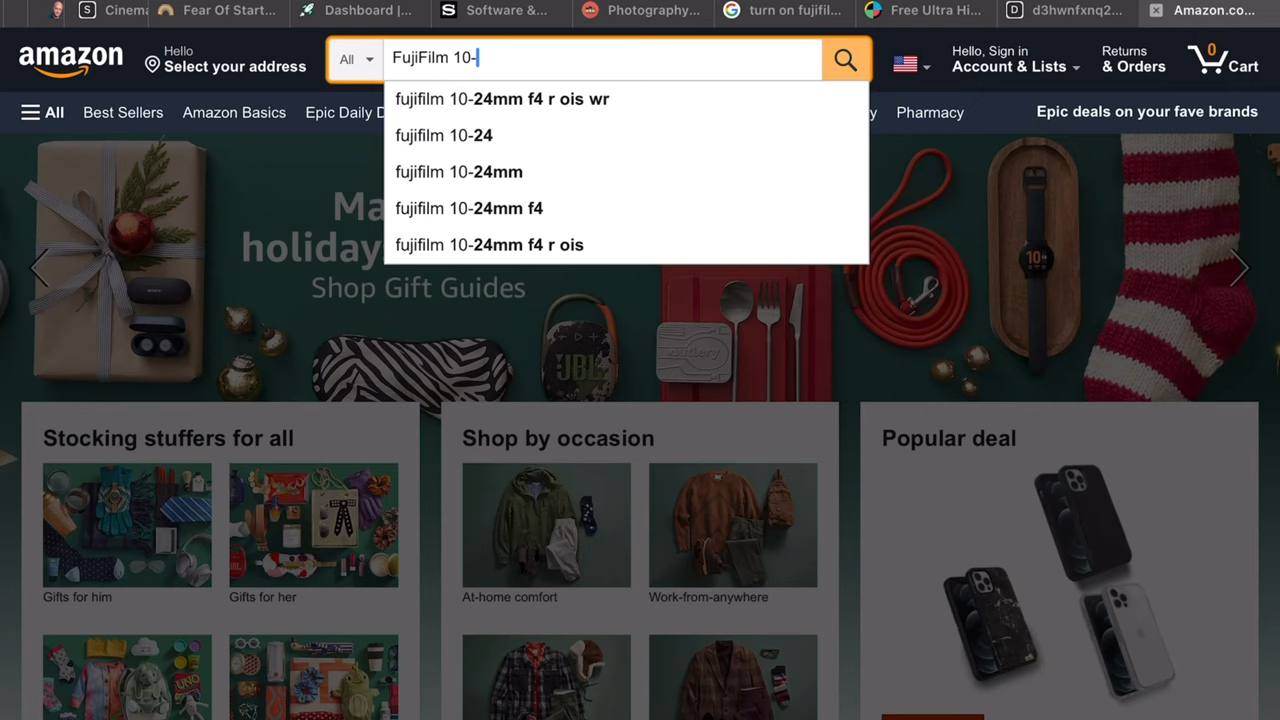 Cinema
Fear Of Start...
Dashboard |...
S
Software &...
Photography...
turn on fujifil...
Free Ultra Hi...
D
d3hwnfxnq2...
Amazon.co...
amazon
Hello
Select your address
All
FujiFilm 10-
Hello, Sign in
Account & Lists
Returns
& Orders
0
Cart
All
Best Sellers
Amazon Basics
Epic Daily D
y
Pharmacy
Epic deals on your fave brands
fujifilm 10-24mm f4 r ois wr
fujifilm 10-24
fujifilm 10-24mm
fujifilm 10-24mm f4
fujifilm 10-24mm f4 r ois
Ma
holiday
Shop Gift Guides
JBL
10
Stocking stuffers for all
Gifts for him
Gifts for her
UNO
Shop by occasion
At-home comfort
Work-from-anywhere
Popular deal